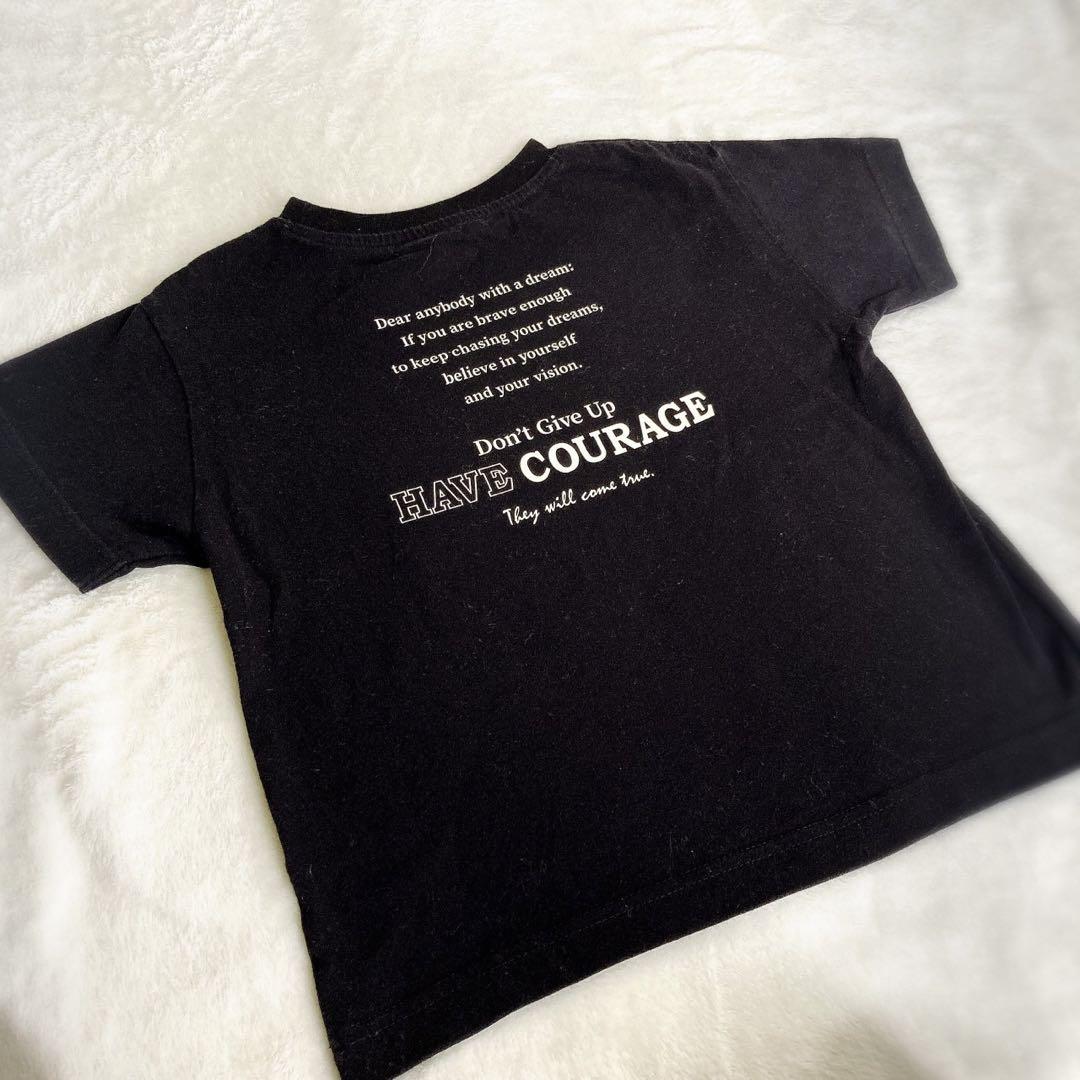 Dear anybody with a dream:
If you are brave enough
to keep chasing your dreams,
believe in yourself
and your vision.
Don't Give Up
HAVE COURAGE
They will come true.